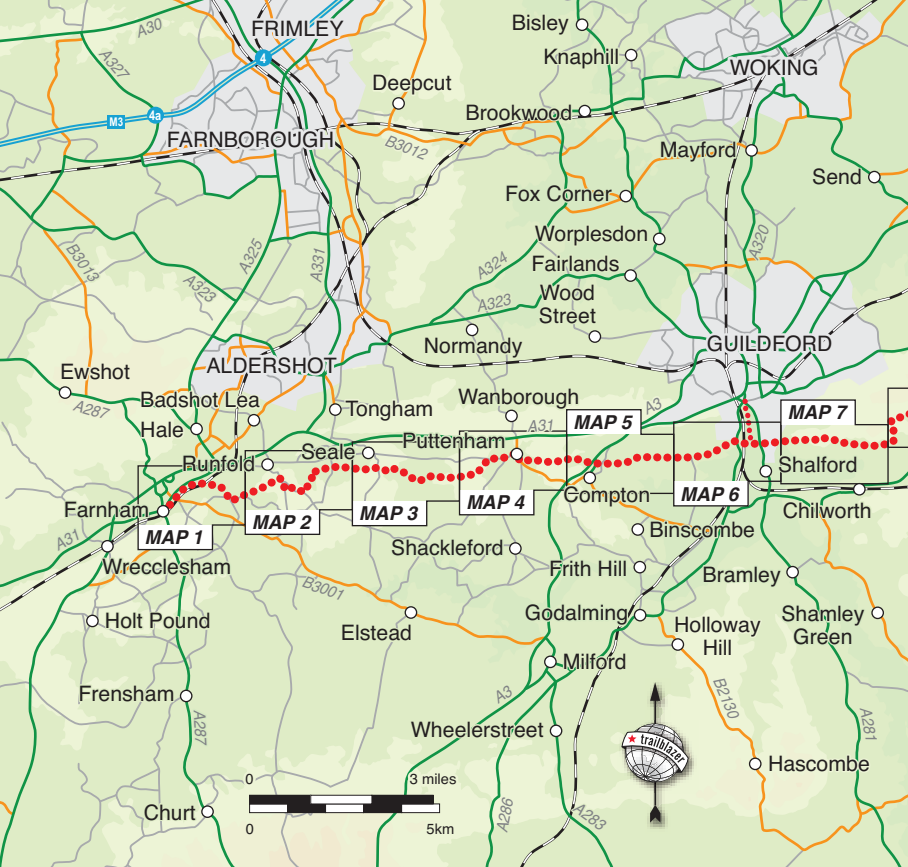 A30
FRIMLEY
Bisley
A327
4
Knaphill
WOKING
Deepcut
M3
4a
Brookwood
FARNBOROUGH
B3012
Mayford
Send
Fox Corner
A325
A331
A324
Worplesdon
A320
B3013
Fairlands
A323
A323
Wood
Street
Normandy
GUILDFORD
Ewshot
ALDERSHOT
A287
Badshot Lea
Tongham
Wanborough
A3
MAP 5
MAP 7
Hale
A31
Puttenham
Seale
Runfold
Shalford
Compton
MAP 6
Farnham
MAP 4
MAP 3
MAP 2
MAP 1
Chilworth
A31
Binscombe
Shackleford
Wrecclesham
Frith Hill
Bramley
B3001
Holt Pound
Elstead
Godalming
Holloway
Hill
Shamley
Green
Milford
Frensham
A3
B2130
A287
Wheelerstreet
A281
trailblazer
Hascombe
0
3 miles
Churt
0
5km
A286
A283